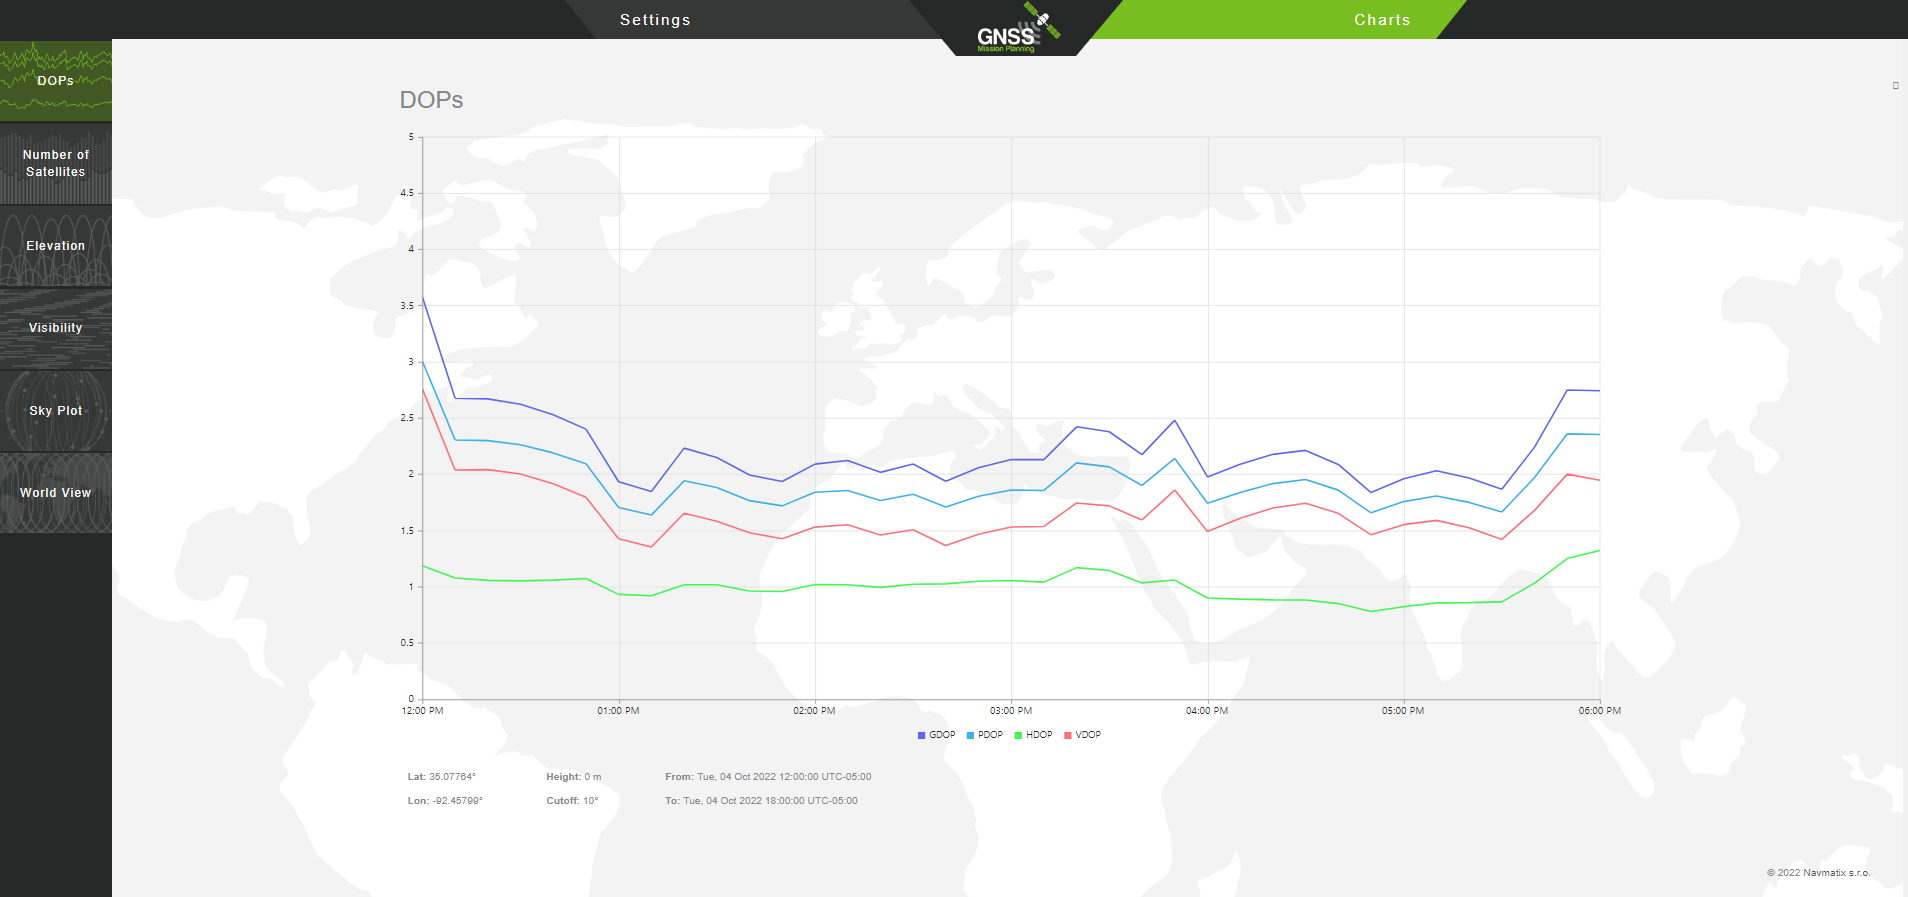 Settings
GNSS
Mission Planning
Charts
DOPs
Number of
Satellites
Elevation
Visibility
Sky Plot
World View
DOPs
5
4.5
4
3.5
3
2.5
2
1.5
1
0.5
0
12:00 PM 01:00 PM 02:00 PM 03:00 PM 04:00 PM 05:00 PM 06:00 PM
GDOP PDOP HDOP VDOP
Lat: 35.07764° Height: 0 m From: Tue, 04 Oct 2022 12:00:00 UTC-05:00
Lon: -92.45799° Cutoff: 10° To: Tue, 04 Oct 2022 18:00:00 UTC-05:00
© 2022 Navmatix s.r.o.